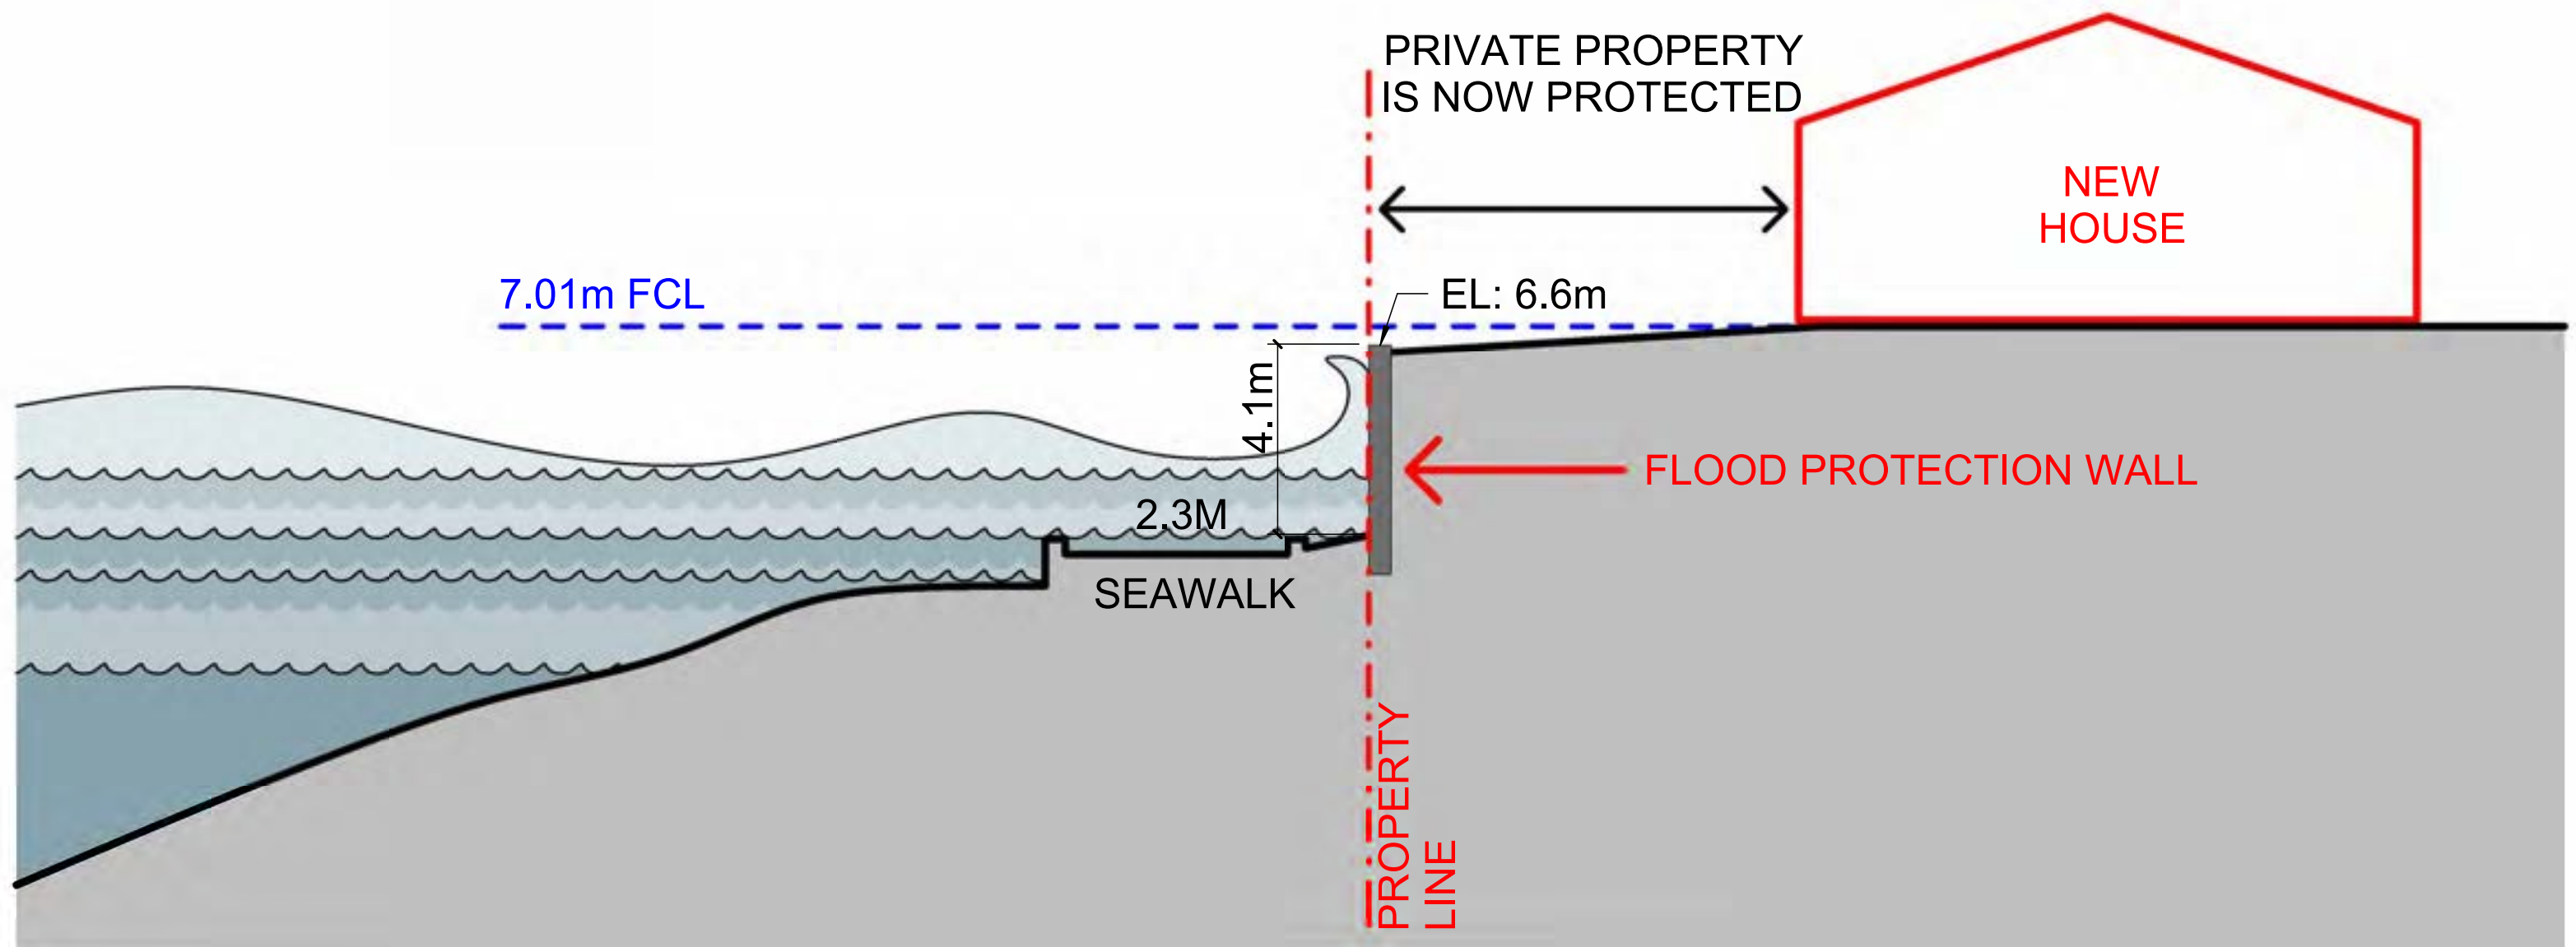 PRIVATE PROPERTY
IS NOW PROTECTED
NEW
HOUSE
7.01m FCL
EL: 6.6m
4.1m
FLOOD PROTECTION WALL
2.3M
SEAWALK
PROPERTY
LINE